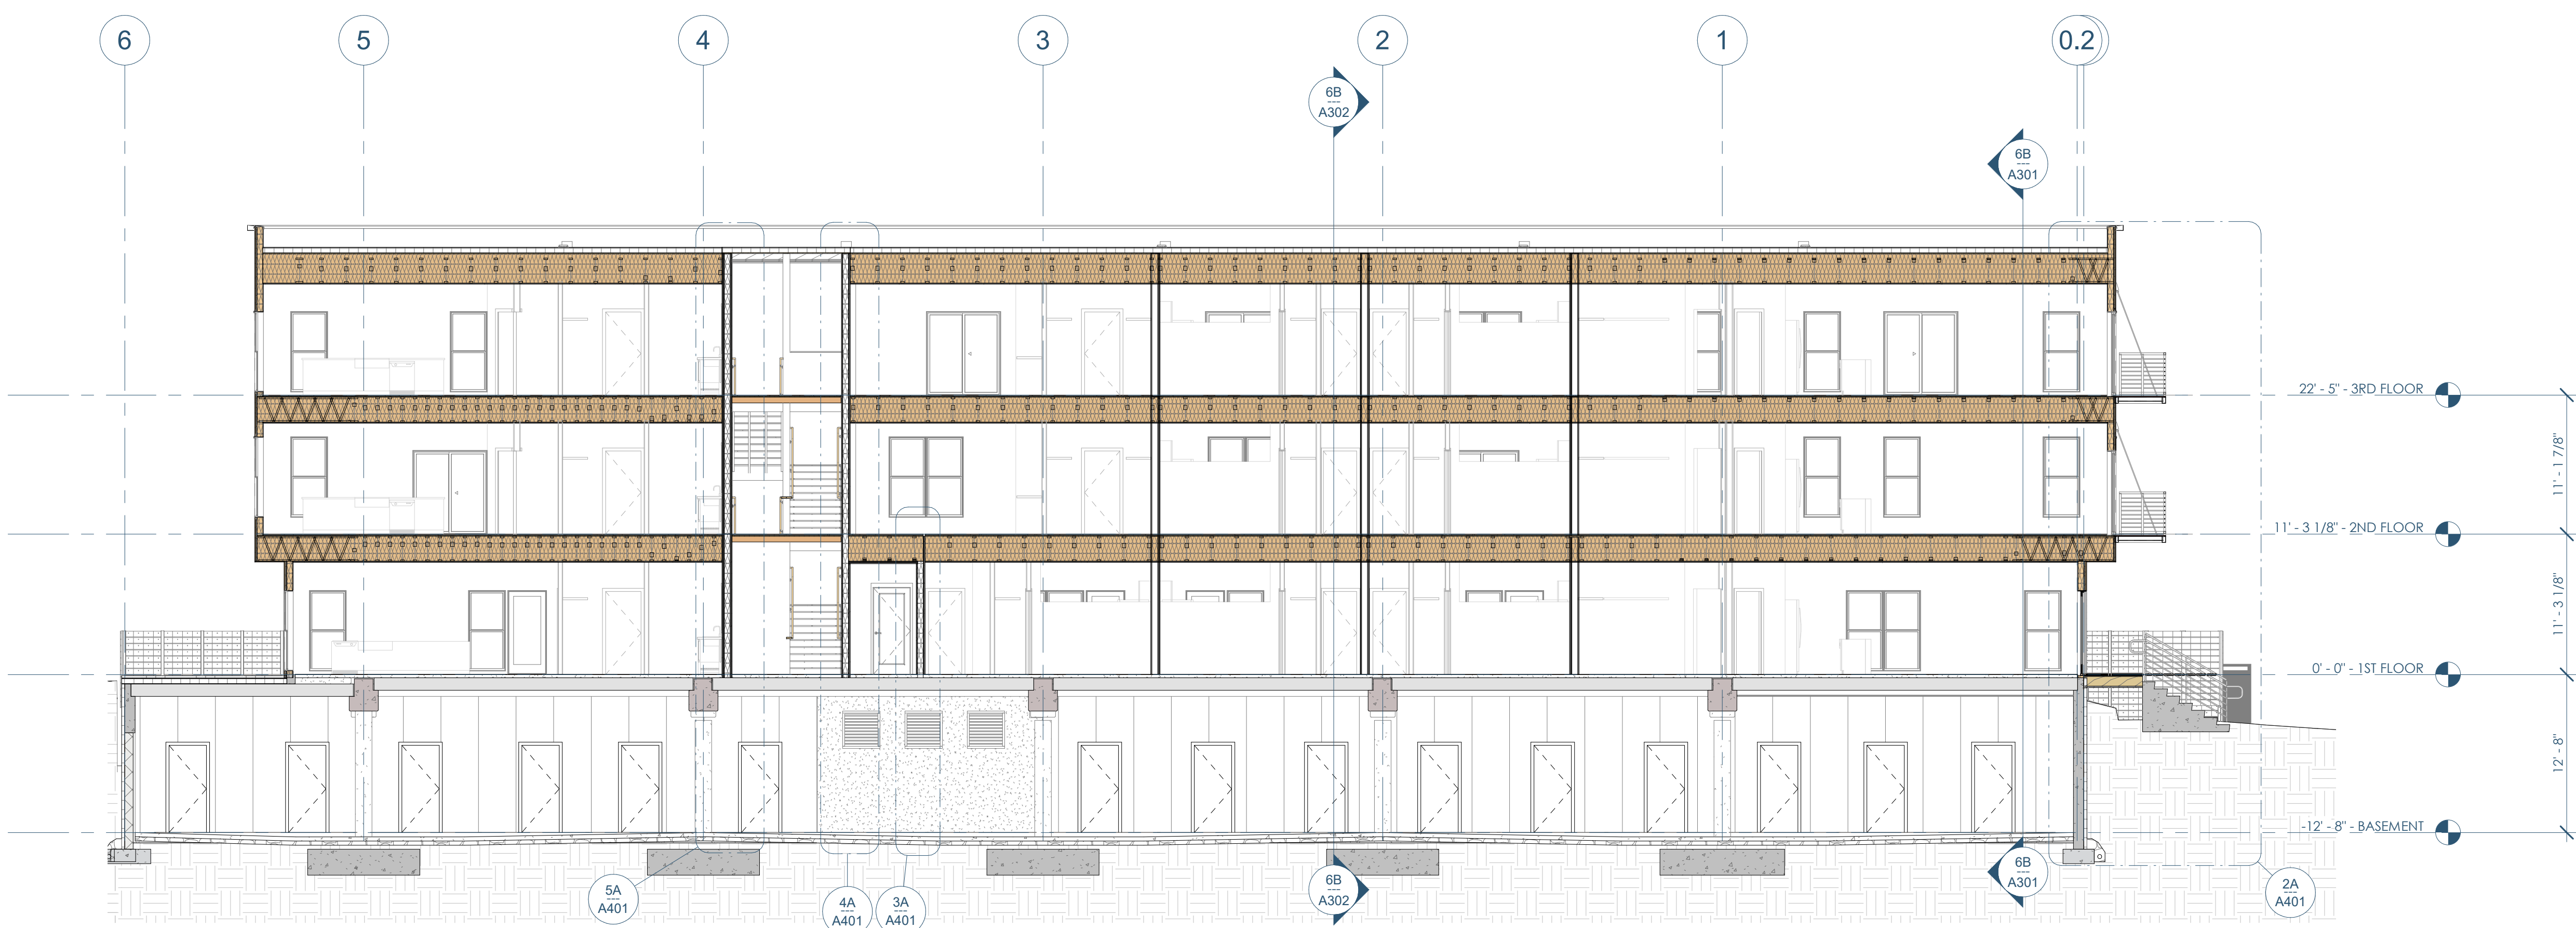 6
5
4
3
2
1
0.2
6B
---
A302
6B
---
A301
22' - 5" - 3RD FLOOR
11' - 1 7/8"
11' - 3 1/8" - 2ND FLOOR
11' - 3 1/8"
0' - 0" - 1ST FLOOR
12' - 8"
-12' - 8" - BASEMENT
5A
---
A401
4A
---
A401
3A
---
A401
6B
---
A302
6B
---
A301
2A
---
A401